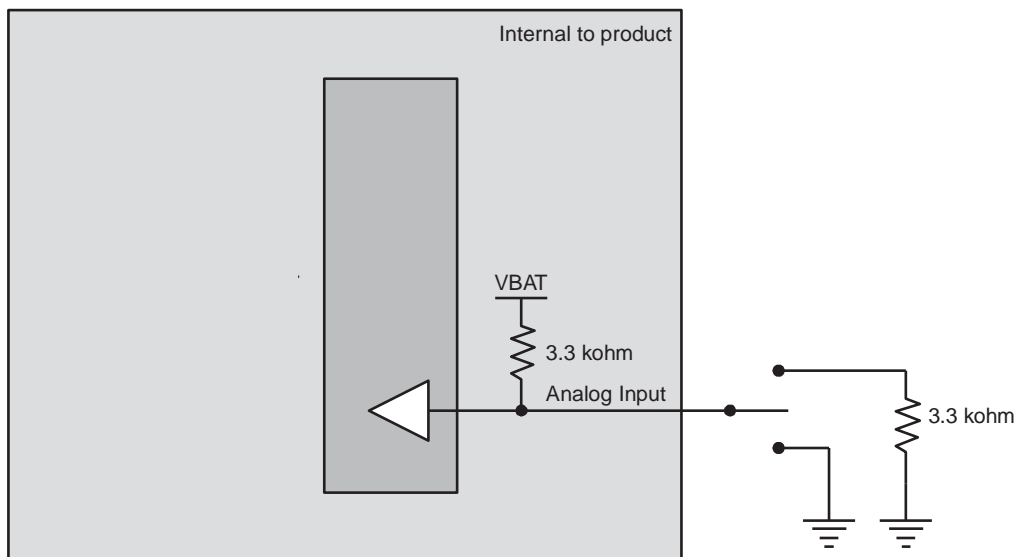 Internal to product
VBAT
3.3 kohm
Analog Input
3.3 kohm